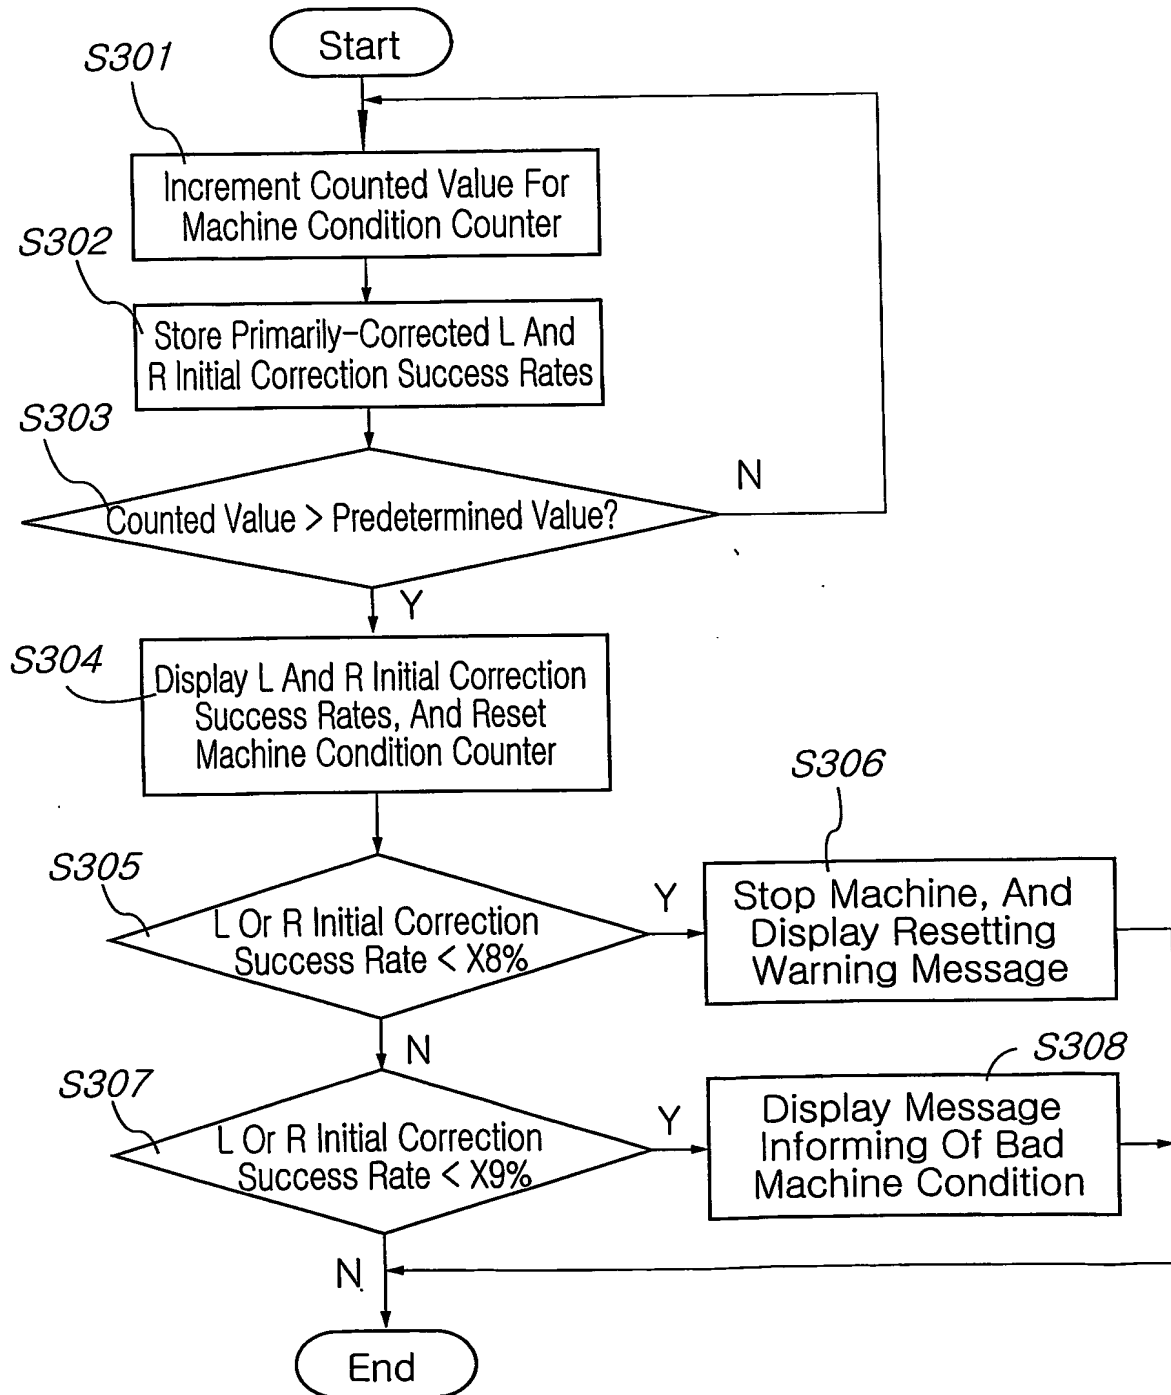 Start
S301
Increment Counted Value For
Machine Condition Counter
S302
Store Primarily-Corrected L And
R Initial Correction Success Rates
S303
Counted Value > Predetermined Value?
N
Y
S304
Display L And R Initial Correction
Success Rates, And Reset
Machine Condition Counter
S305
L Or R Initial Correction
Success Rate < X8%
Y
S306
Stop Machine, And
Display Resetting
Warning Message
N
S307
L Or R Initial Correction
Success Rate < X9%
Y
S308
Display Message
Informing Of Bad
Machine Condition
N
End